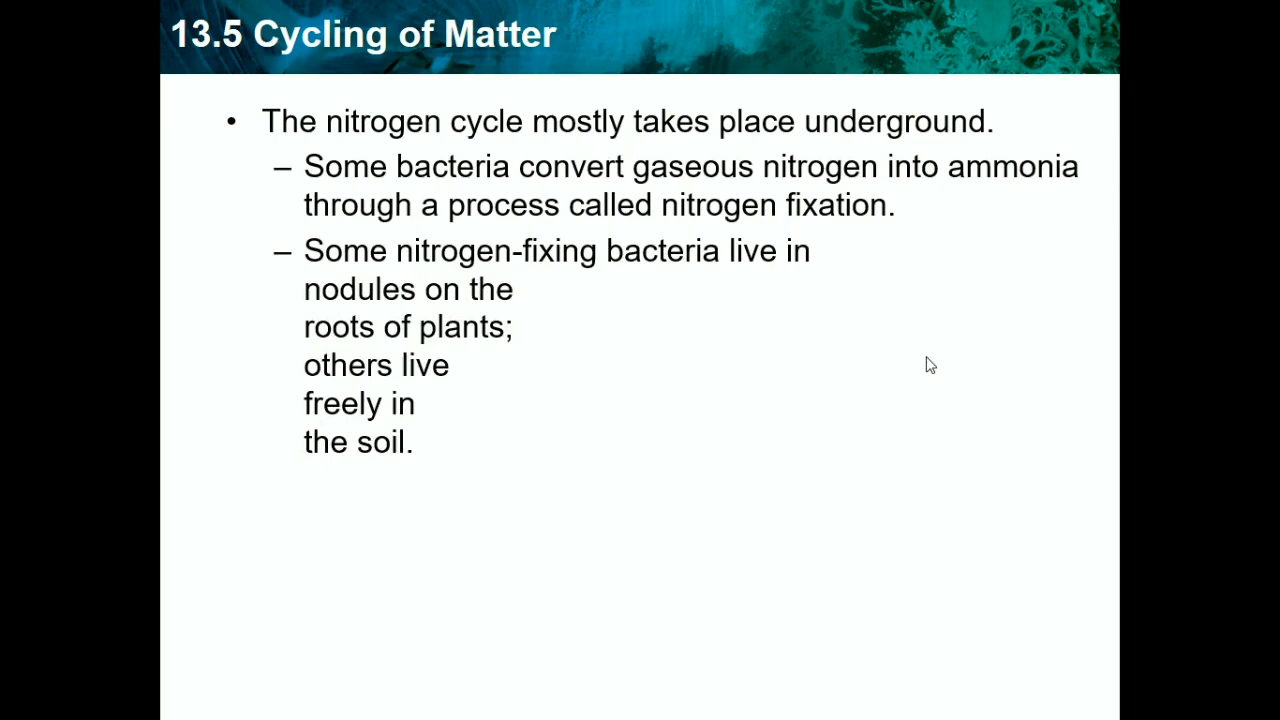 13.5 Cycling of Matter
• The nitrogen cycle mostly takes place underground.
– Some bacteria convert gaseous nitrogen into ammonia
through a process called nitrogen fixation.
– Some nitrogen-fixing bacteria live in
nodules on the
roots of plants;
others live
freely in
the soil.